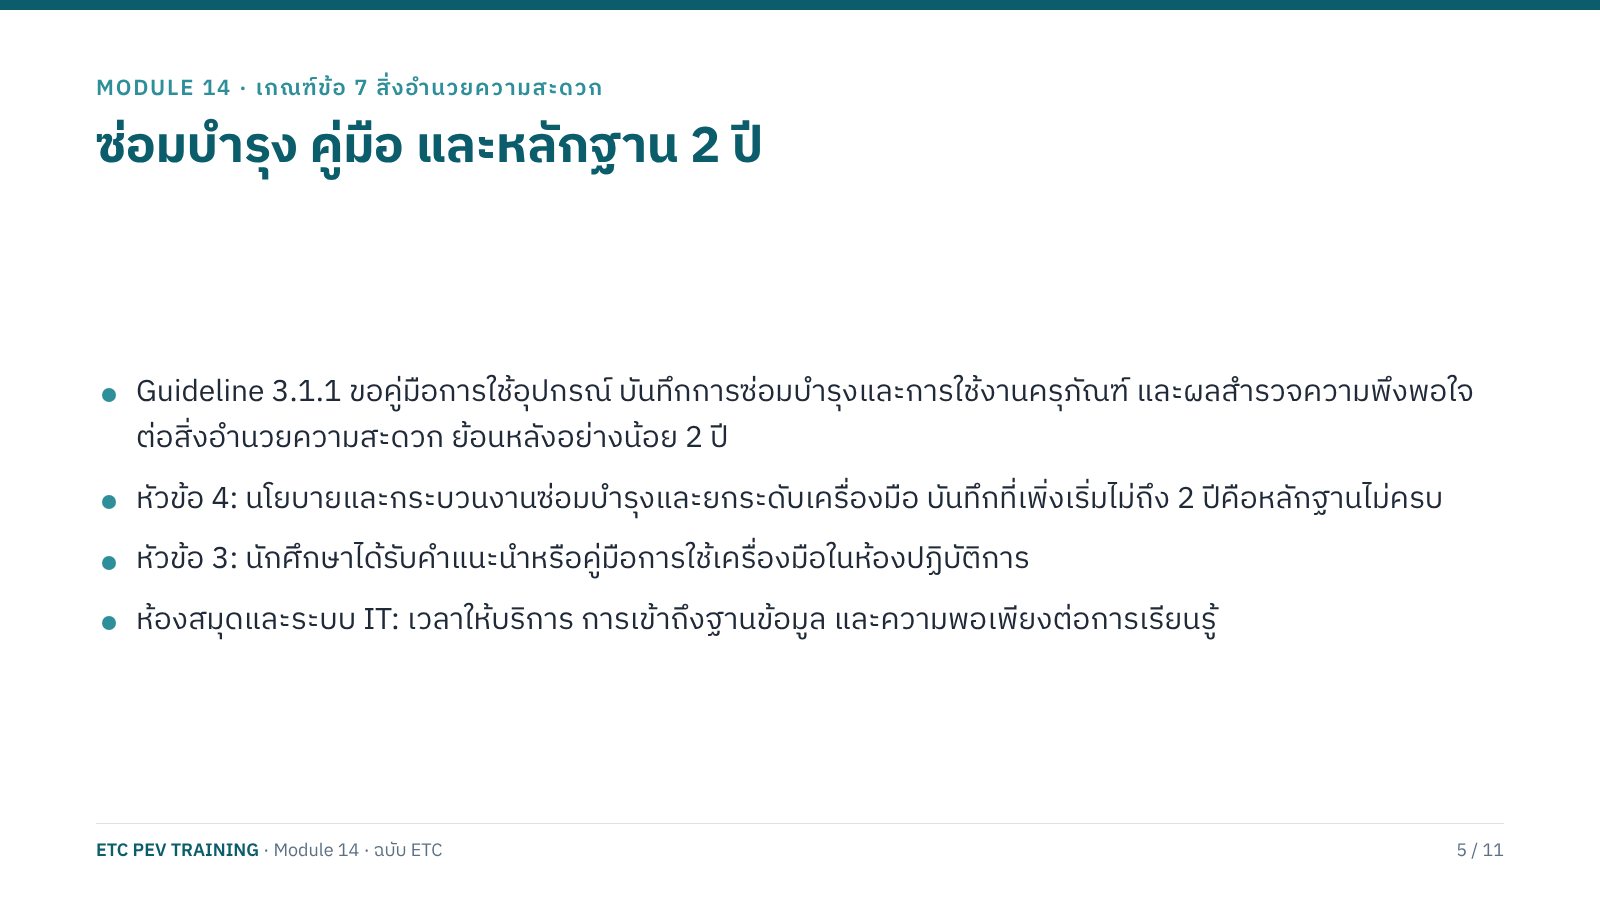 MODULE 14 · เกณฑ์ข้อ 7 สิ่งอำนวยความสะดวก
ซ่อมบำรุง คู่มือ และหลักฐาน 2 ปี
Guideline 3.1.1 ขอคู่มือการใช้อุปกรณ์ บันทึกการซ่อมบำรุงและการใช้งานครุภัณฑ์ และผลสำรวจความพึงพอใจ
ต่อสิ่งอำนวยความสะดวก ย้อนหลังอย่างน้อย 2 ปี
หัวข้อ 4: นโยบายและกระบวนงานซ่อมบำรุงและยกระดับเครื่องมือ บันทึกที่เพิ่งเริ่มไม่ถึง 2 ปีคือหลักฐานไม่ครบ
หัวข้อ 3: นักศึกษาได้รับคำแนะนำหรือคู่มือการใช้เครื่องมือในห้องปฏิบัติการ
ห้องสมุดและระบบ IT: เวลาให้บริการ การเข้าถึงฐานข้อมูล และความพอเพียงต่อการเรียนรู้
ETC PEV TRAINING · Module 14 · ฉบับ ETC
5 / 11